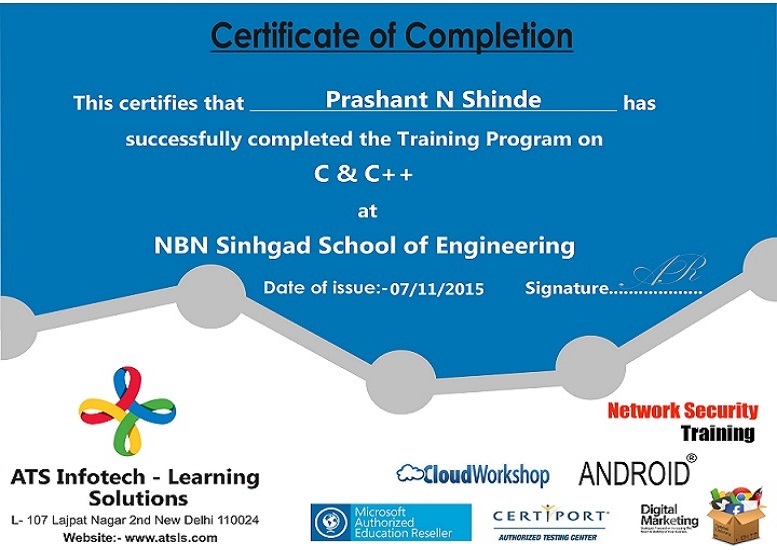 Certificate of Completion
This certifies that Prashant N Shinde has
successfully completed the Training Program on
C & C++
at
NBN Sinhgad School of Engineering
Date of issue:-07/11/2015 Signature..................
AR
Network Security
Training
ATS Infotech - Learning
Solutions
L- 107 Lajpat Nagar 2nd New Delhi 110024
Website:- www.atsls.com
CloudWorkshop
ANDROID®
Microsoft
Authorized
Education Reseller
CERTIPORT
AUTHORIZED TESTING CENTER
Digital
Marketing